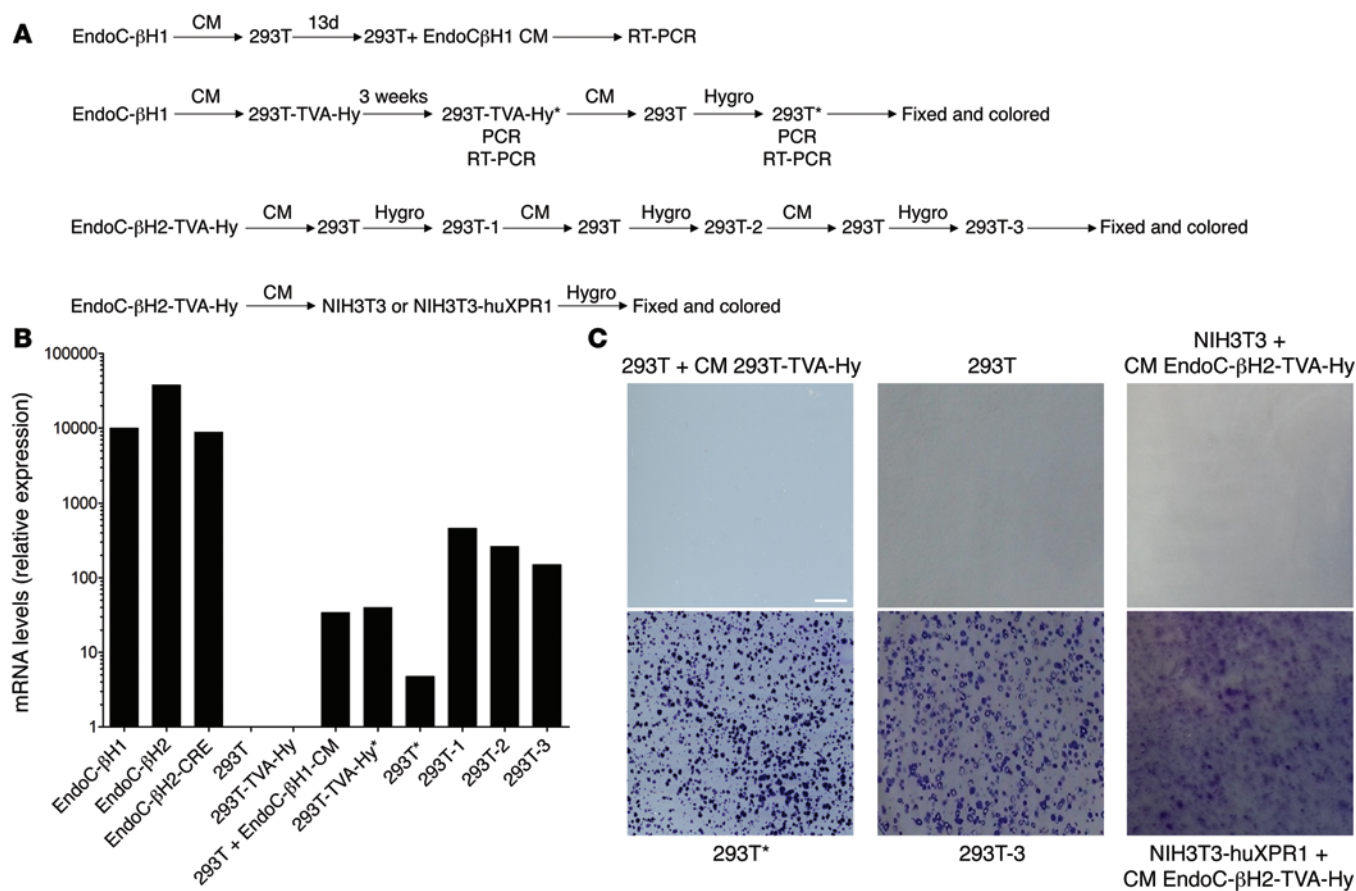 A
CM 13d
EndoC-βH1 293T 293T+ EndoCβH1 CM RT-PCR
CM 3 weeks CM Hygro
EndoC-βH1 293T-TVA-Hy 293T-TVA-Hy* 293T 293T* Fixed and colored
PCR PCR
RT-PCR RT-PCR
CM Hygro CM Hygro CM Hygro
EndoC-βH2-TVA-Hy 293T 293T-1 293T 293T-2 293T 293T-3 Fixed and colored
CM Hygro
EndoC-βH2-TVA-Hy NIH3T3 or NIH3T3-huXPR1 Fixed and colored
B
mRNA levels (relative expression)
100000
10000
1000
100
10
1
EndoC-βH1
EndoC-βH2
EndoC-βH2-CRE
293T
293T-TVA-Hy
293T + EndoC-βH1-CM
293T-TVA-Hy*
293T*
293T-1
293T-2
293T-3
C
293T + CM 293T-TVA-Hy
293T
NIH3T3 +
CM EndoC-βH2-TVA-Hy
293T*
293T-3
NIH3T3-huXPR1 +
CM EndoC-βH2-TVA-Hy